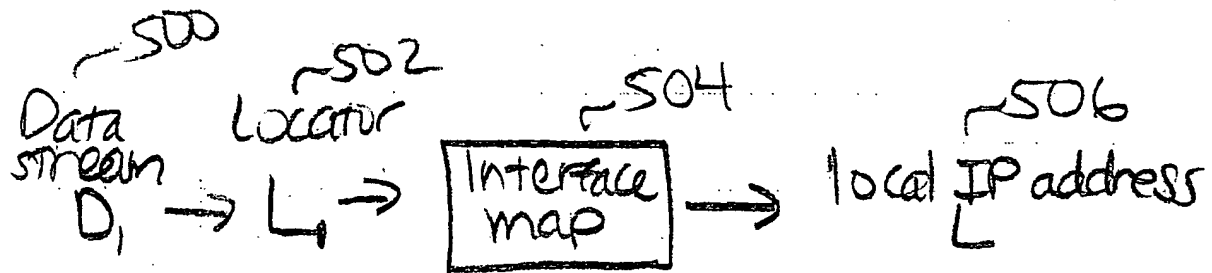 500
502
504
506
Data
stream
Locator
Interface
map
local IP address
D₁ → L₁ →
→
L